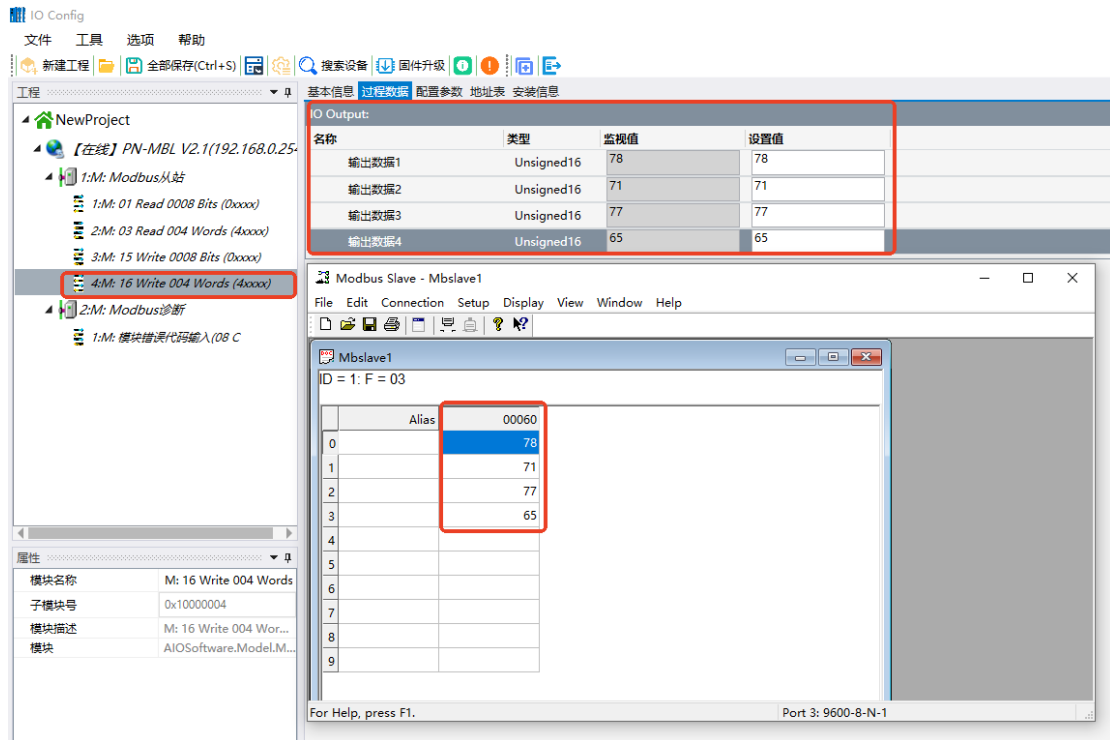 IO Config
文件 工具 选项 帮助
新建工程 全部保存(Ctrl+S) 搜索设备 固件升级
工程
NewProject
【在线】PN-MBL V2.1(192.168.0.254
1:M: Modbus从站
1:M: 01 Read 0008 Bits (0xxxx)
2:M: 03 Read 004 Words (4xxxx)
3:M: 15 Write 0008 Bits (0xxxx)
4:M: 16 Write 004 Words (4xxxx)
2:M: Modbus诊断
1:M: 模块错误代码输入(08 C
属性
模块名称 M: 16 Write 004 Words
子模块号 0x10000004
模块描述 M: 16 Write 004 Wor...
模块 AIOSoftware.Model.M...
基本信息 过程数据 配置参数 地址表 安装信息
IO Output:
名称 类型 监视值 设置值
输出数据1 Unsigned16 78 78
输出数据2 Unsigned16 71 71
输出数据3 Unsigned16 77 77
输出数据4 Unsigned16 65 65
Modbus Slave - Mbslave1
File Edit Connection Setup Display View Window Help
Mbslave1
ID = 1: F = 03
Alias 00060
0 78
1 71
2 77
3 65
4
5
6
7
8
9
For Help, press F1. Port 3: 9600-8-N-1